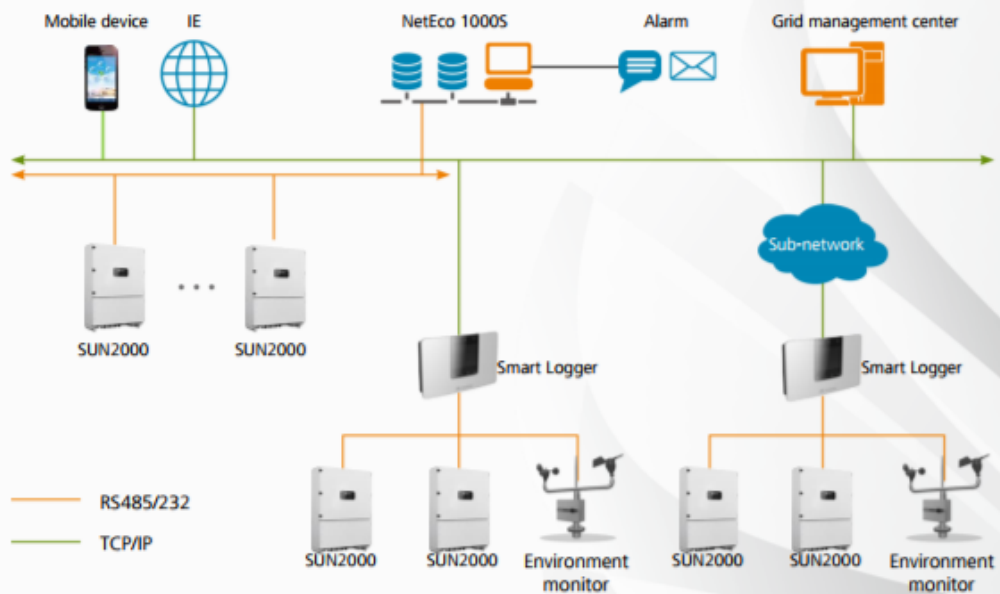 Mobile device
IE
NetEco 1000S
Alarm
Grid management center
Sub-network
SUN2000
SUN2000
Smart Logger
Smart Logger
RS485/232
TCP/IP
SUN2000
SUN2000
Environment
monitor
SUN2000
SUN2000
Environment
monitor